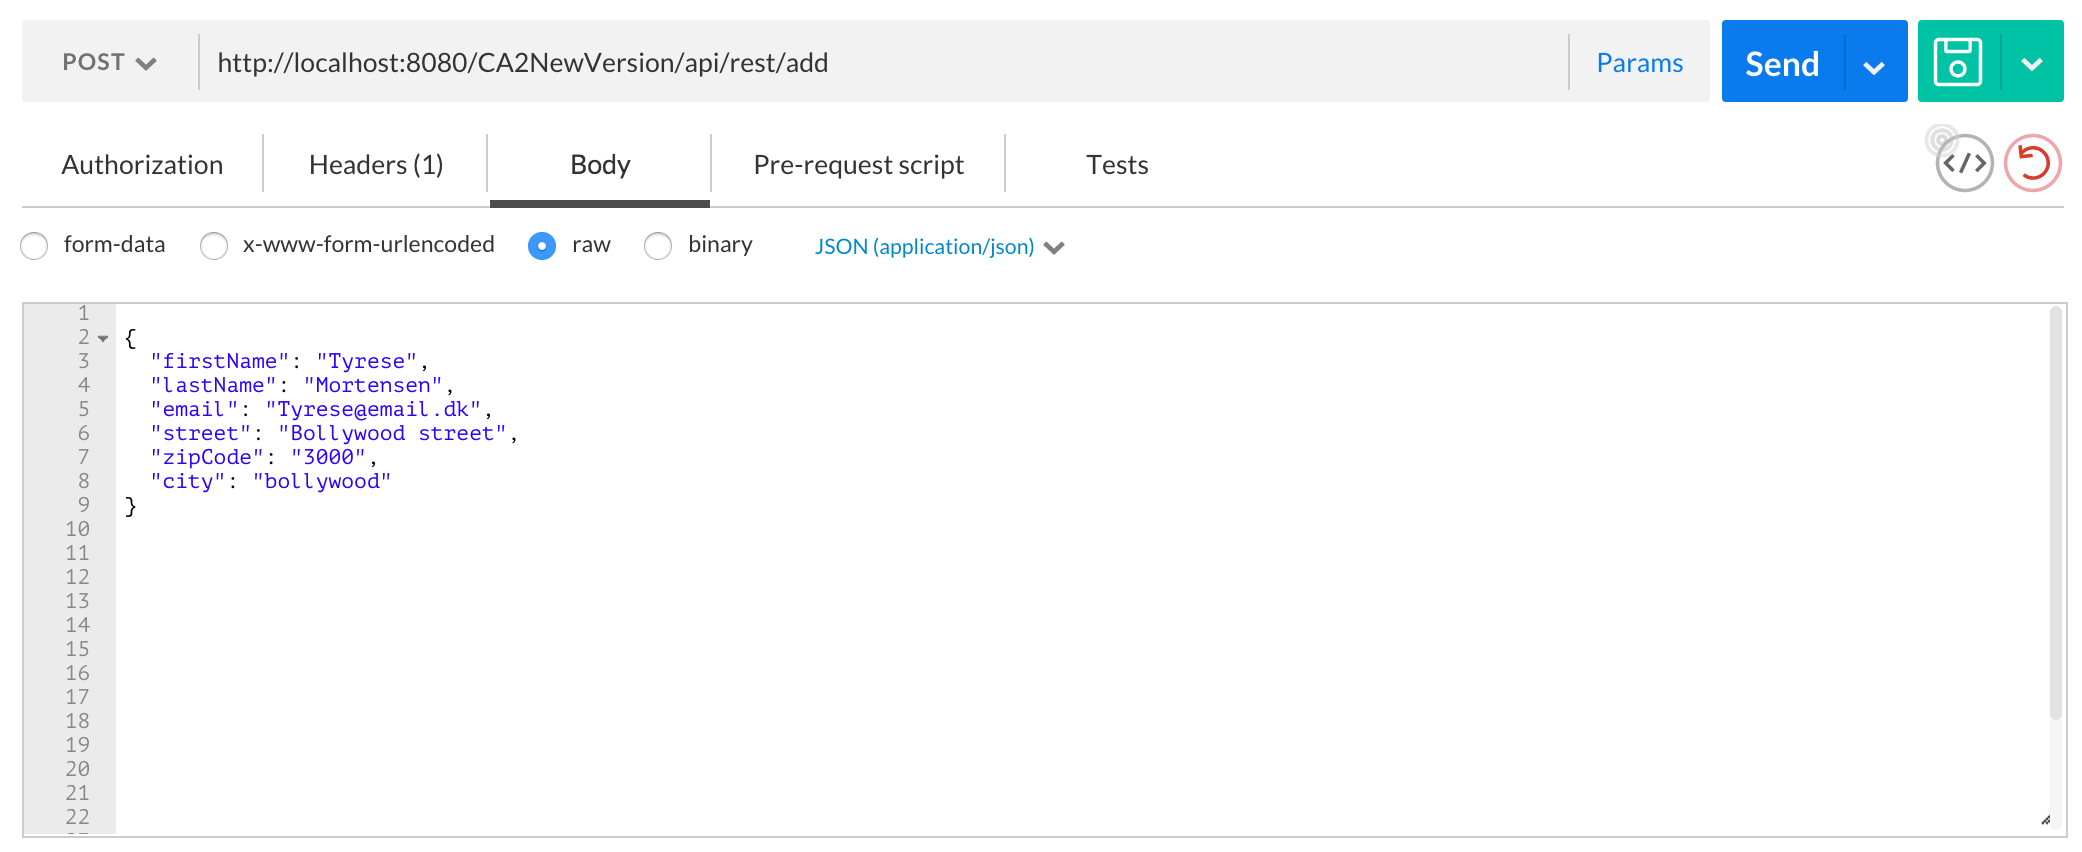 POST http://localhost:8080/CA2NewVersion/api/rest/add Params Send
Authorization Headers (1) Body Pre-request script Tests
form-data x-www-form-urlencoded raw binary JSON (application/json)
1
2 {
3 "firstName": "Tyrese",
4 "lastName": "Mortensen",
5 "email": "Tyrese@email.dk",
6 "street": "Bollywood street",
7 "zipCode": "3000",
8 "city": "bollywood"
9 }
10
11
12
13
14
15
16
17
18
19
20
21
22